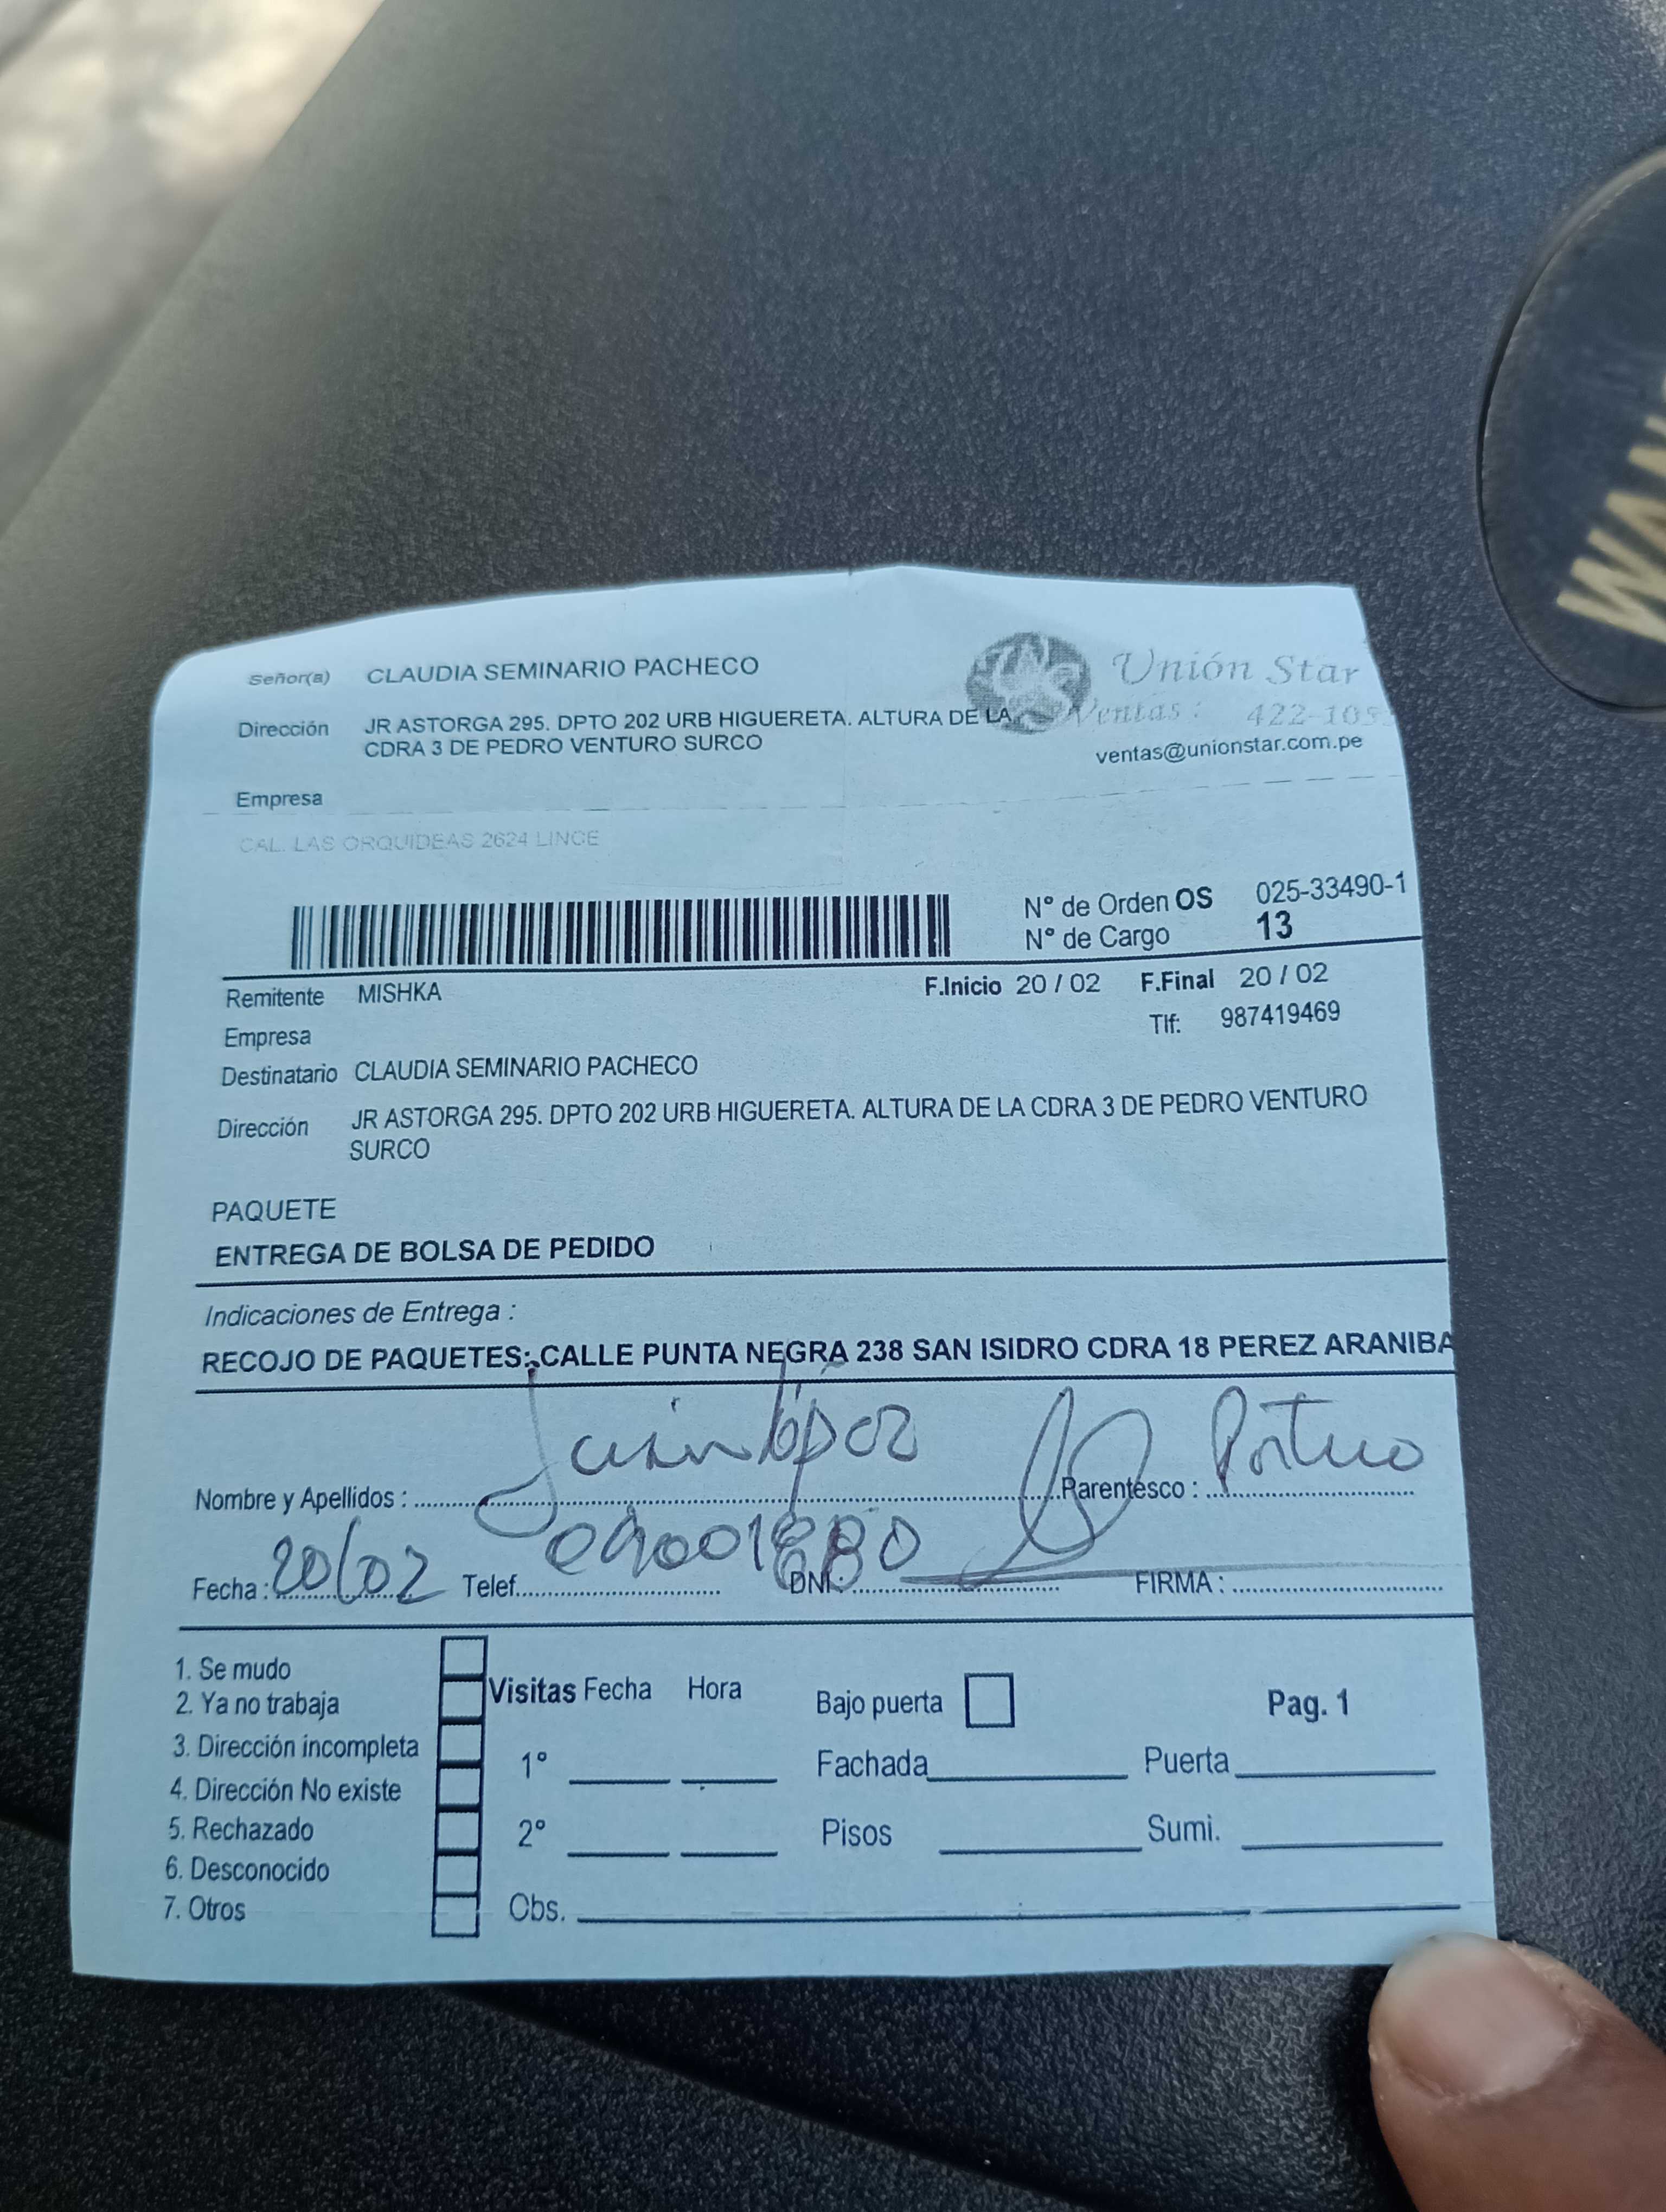 Señor(a) CLAUDIA SEMINARIO PACHECO
Unión Star
Dirección JR ASTORGA 295. DPTO 202 URB HIGUERETA. ALTURA DE LA
CDRA 3 DE PEDRO VENTURO SURCO
Ventas: 422-105
ventas@unionstar.com.pe
Empresa
CAL. LAS ORQUIDEAS 2624 LINCE
N° de Orden OS 025-33490-1
N° de Cargo 13
Remitente MISHKA F.Inicio 20 / 02 F.Final 20 / 02
Empresa Tlf: 987419469
Destinatario CLAUDIA SEMINARIO PACHECO
Dirección JR ASTORGA 295. DPTO 202 URB HIGUERETA. ALTURA DE LA CDRA 3 DE PEDRO VENTURO
SURCO
PAQUETE
ENTREGA DE BOLSA DE PEDIDO
Indicaciones de Entrega :
RECOJO DE PAQUETES: CALLE PUNTA NEGRA 238 SAN ISIDRO CDRA 18 PEREZ ARANIBA
Nombre y Apellidos : Parentesco :
Fecha : 20/02 Telef. DNI: FIRMA :
1. Se mudo
2. Ya no trabaja
3. Dirección incompleta
4. Dirección No existe
5. Rechazado
6. Desconocido
7. Otros
Visitas Fecha Hora
1°
2°
Obs.
Bajo puerta
Fachada
Pisos
Pag. 1
Puerta
Sumi.